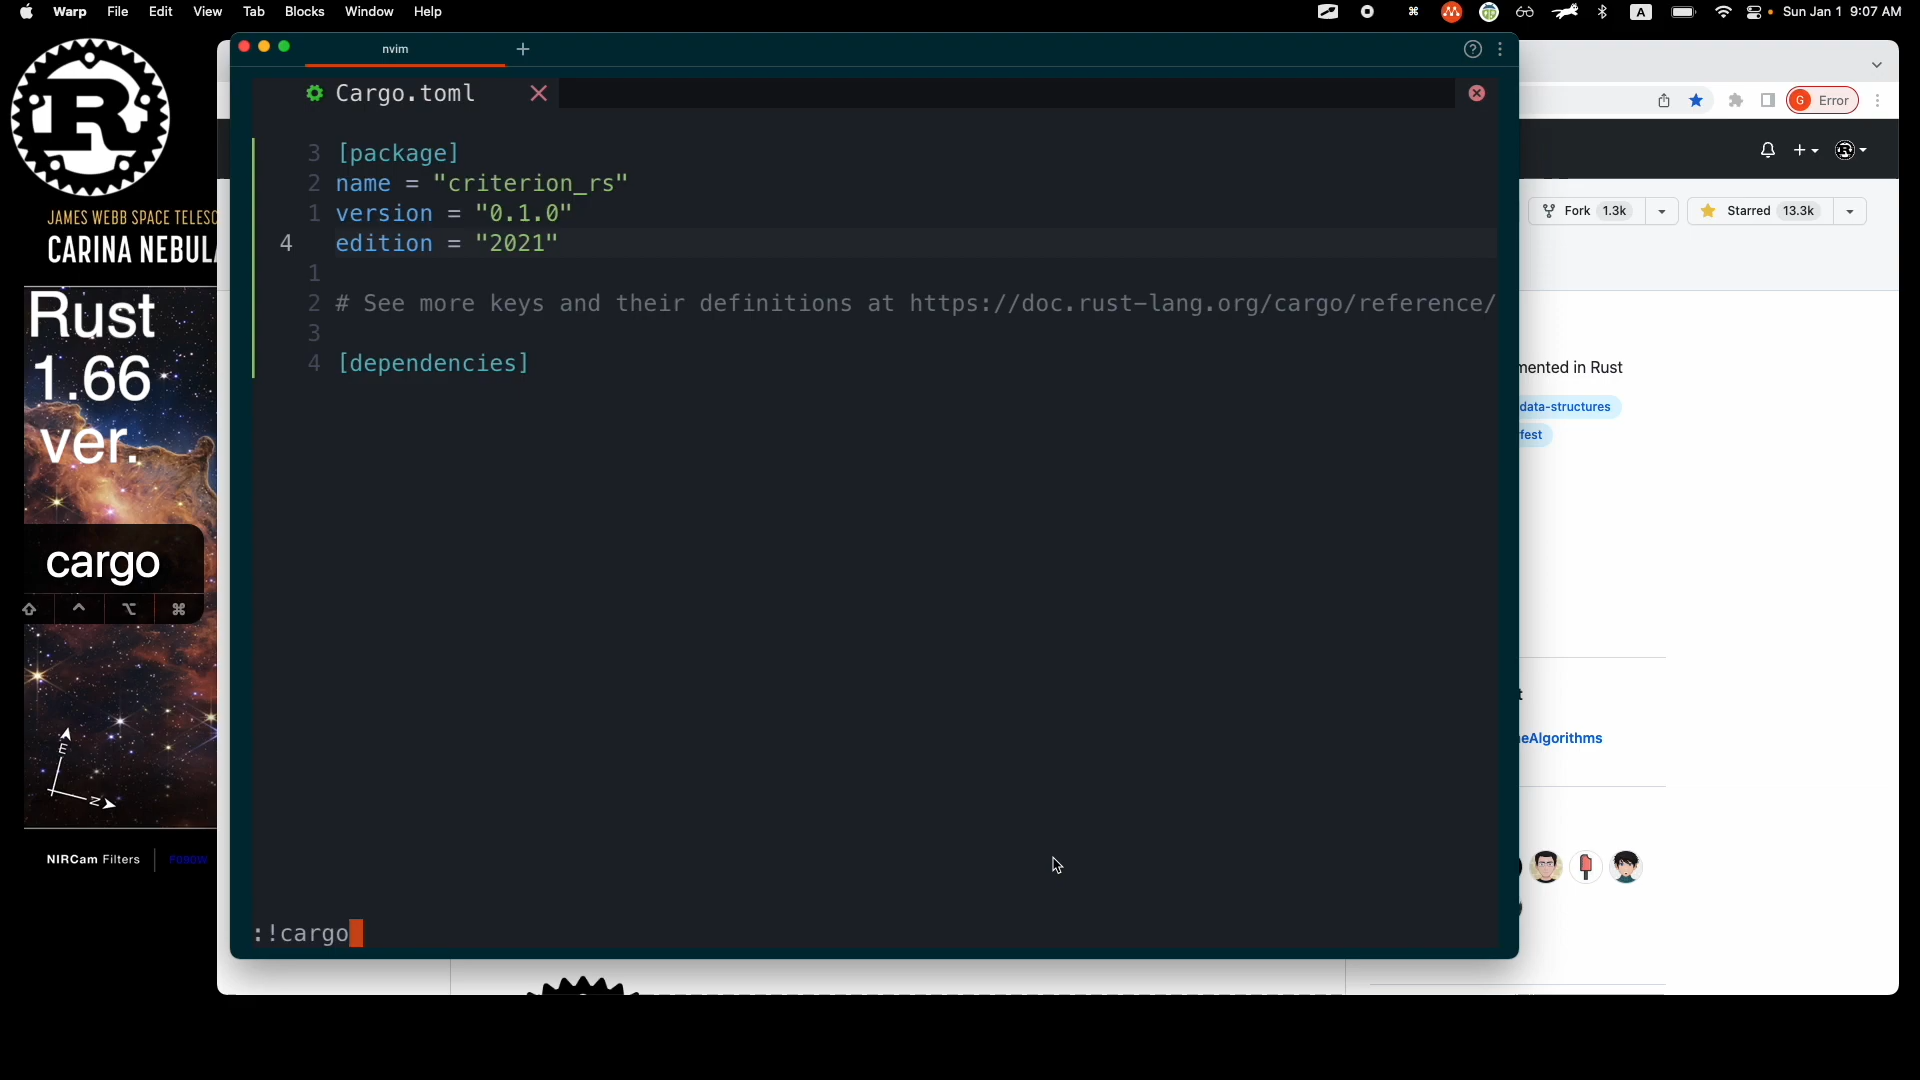 Warp File Edit View Tab Blocks Window Help
A Sun Jan 1 9:07 AM
nvim
Cargo.toml
3 [package]
2 name = "criterion_rs"
1 version = "0.1.0"
4 edition = "2021"
1
2 # See more keys and their definitions at https://doc.rust-lang.org/cargo/reference/
3
4 [dependencies]
:!cargo
R
JAMES WEBB SPACE TELESC
CARINA NEBULA
Rust
1.66
ver.
cargo
E
N
NIRCam Filters F090W
G Error
Fork 1.3k
Starred 13.3k
mented in Rust
data-structures
fest
t
eAlgorithms